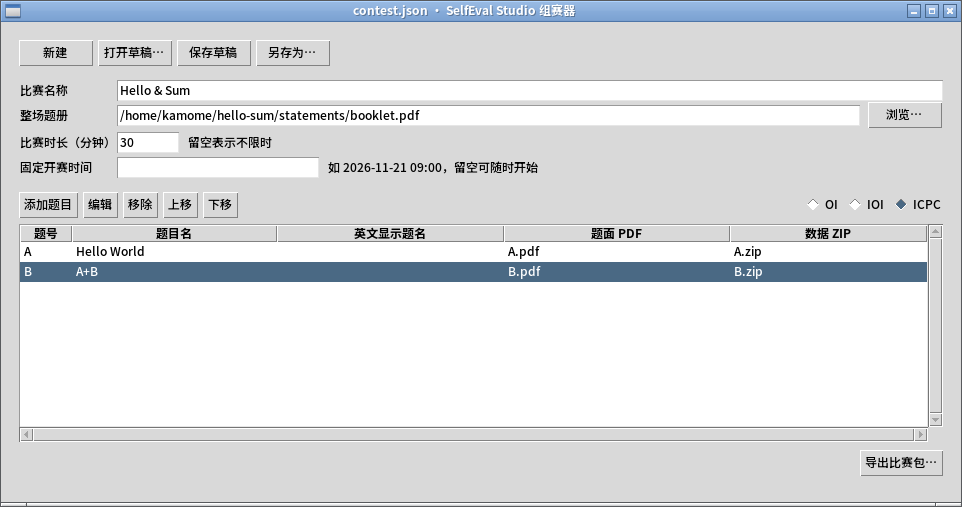 contest.json · SelfEval Studio 组赛器
新建 打开草稿… 保存草稿 另存为…
比赛名称 Hello & Sum
整场题册 /home/kamome/hello-sum/statements/booklet.pdf 浏览…
比赛时长（分钟） 30 留空表示不限时
固定开赛时间 如 2026-11-21 09:00，留空可随时开始
添加题目 编辑 移除 上移 下移 OI IOI ICPC
题号 题目名 英文显示题名 题面 PDF 数据 ZIP
A Hello World A.pdf A.zip
B A+B B.pdf B.zip
导出比赛包…